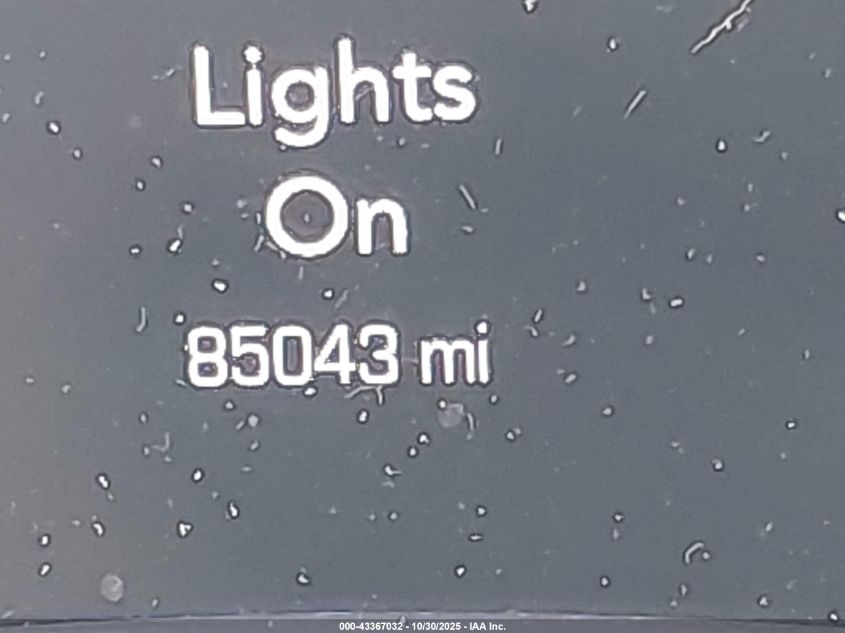 Lights
On
85043 mi
000-43367032 - 10/30/2025 - IAA Inc.